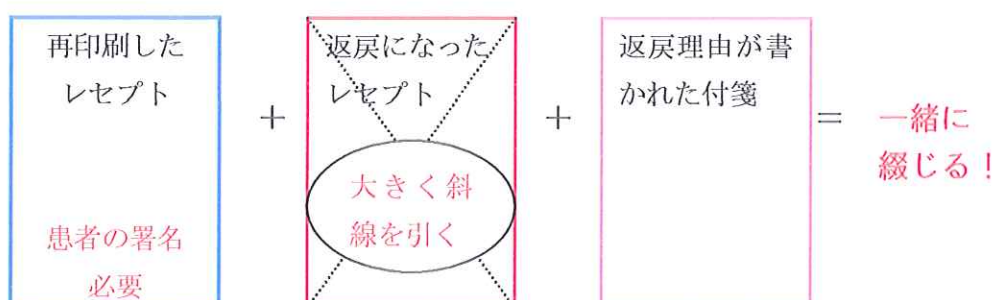 再印刷した
レセプト
患者の署名
必要
+
返戻になった
レセプト
大きく斜
線を引く
+
返戻理由が書
かれた付箋
=
一緒に
綴じる！